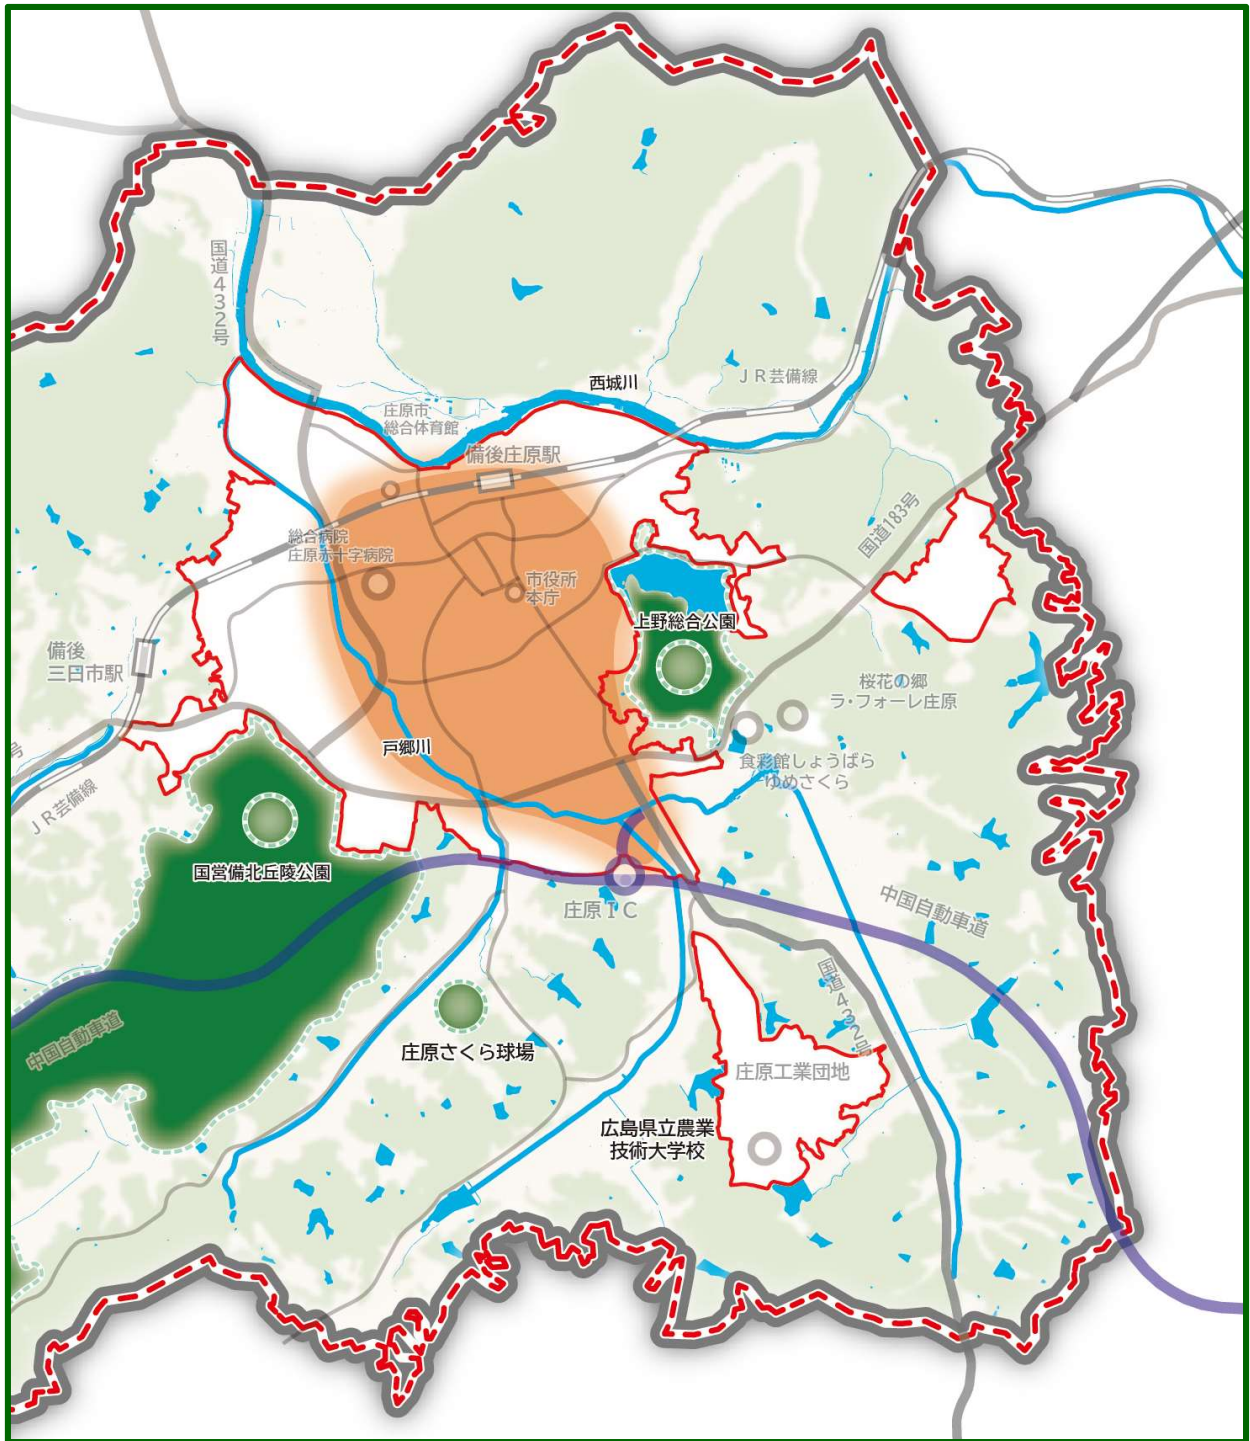 国道432号
西城川
JR芸備線
庄原市
総合体育館
備後庄原駅
国道183号
総合病院
庄原赤十字病院
市役所
本庁
上野総合公園
備後
三日市駅
桜花の郷
ラ・フォーレ庄原
号
戸郷川
食彩館しょうばら
ゆめさくら
JR芸備線
国営備北丘陵公園
庄原IC
中国自動車道
国道432号
中国自動車道
庄原さくら球場
庄原工業団地
広島県立農業
技術大学校